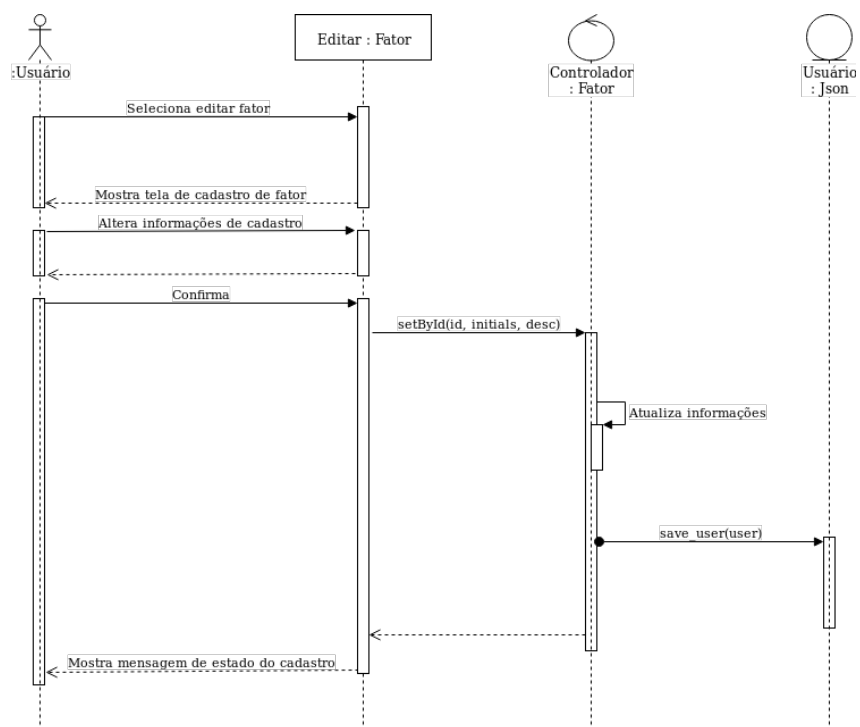 :Usuário
Editar : Fator
Controlador
: Fator
Usuário
: Json
Seleciona editar fator
Mostra tela de cadastro de fator
Altera informações de cadastro
Confirma
setById(id, initials, desc)
Atualiza informações
save_user(user)
Mostra mensagem de estado do cadastro